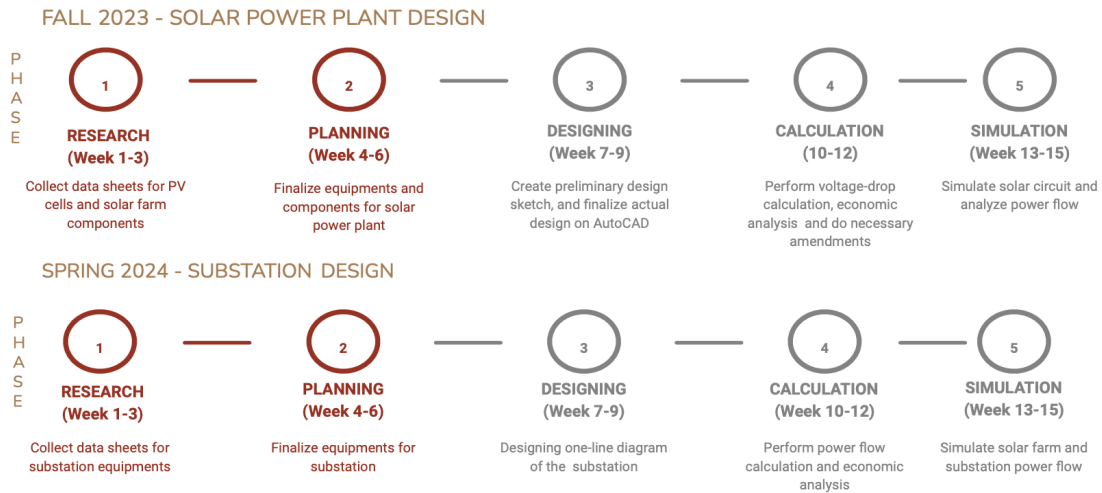 FALL 2023 - SOLAR POWER PLANT DESIGN
PHASE
1
2
3
4
5
RESEARCH
(Week 1-3)
Collect data sheets for PV
cells and solar farm
components
PLANNING
(Week 4-6)
Finalize equipments and
components for solar
power plant
DESIGNING
(Week 7-9)
Create preliminary design
sketch, and finalize actual
design on AutoCAD
CALCULATION
(10-12)
Perform voltage-drop
calculation, economic
analysis and do necessary
amendments
SIMULATION
(Week 13-15)
Simulate solar circuit and
analyze power flow
SPRING 2024 - SUBSTATION DESIGN
PHASE
1
2
3
4
5
RESEARCH
(Week 1-3)
Collect data sheets for
substation equipments
PLANNING
(Week 4-6)
Finalize equipments for
substation
DESIGNING
(Week 7-9)
Designing one-line diagram
of the substation
CALCULATION
(Week 10-12)
Perform power flow
calculation and economic
analysis
SIMULATION
(Week 13-15)
Simulate solar farm and
substation power flow